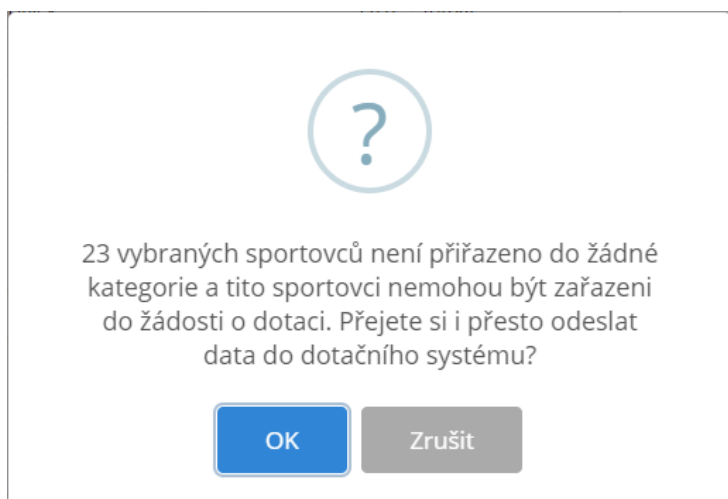 ?
23 vybraných sportovců není přiřazeno do žádné
kategorie a tito sportovci nemohou být zařazeni
do žádosti o dotaci. Přejete si i přesto odeslat
data do dotačního systému?
OK
Zrušit